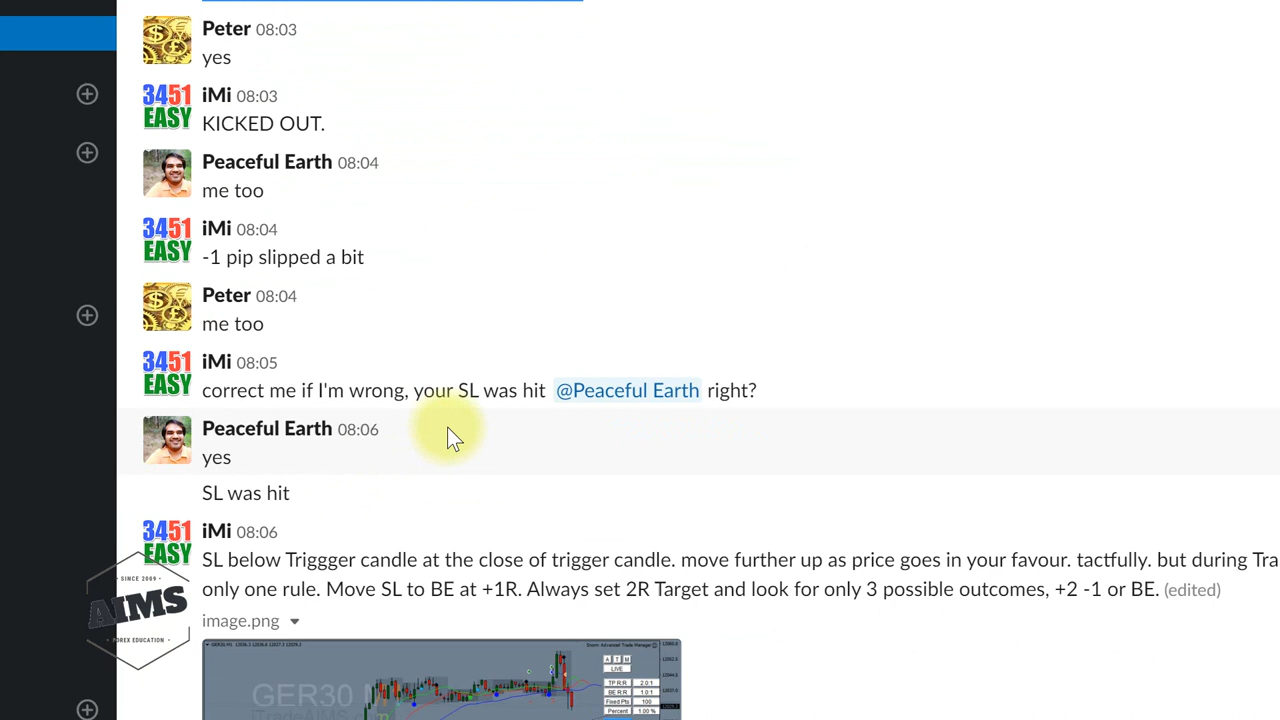 Peter 08:03
yes
3451 EASY
iMi 08:03
KICKED OUT.
Peaceful Earth 08:04
me too
3451 EASY
iMi 08:04
-1 pip slipped a bit
Peter 08:04
me too
3451 EASY
iMi 08:05
correct me if I'm wrong, your SL was hit @Peaceful Earth right?
Peaceful Earth 08:06
yes
SL was hit
3451 EASY
iMi 08:06
SL below Triggger candle at the close of trigger candle. move further up as price goes in your favour. tactfully. but during Tra
only one rule. Move SL to BE at +1R. Always set 2R Target and look for only 3 possible outcomes, +2 -1 or BE. (edited)
SINCE 2009
AIMS
FOREX EDUCATION
image.png
GER30 M
A T M
LIVE
TP R:R 2.0:1
BE R:R 1.0:1
Fixed Pts 100
Percent 1.00 %